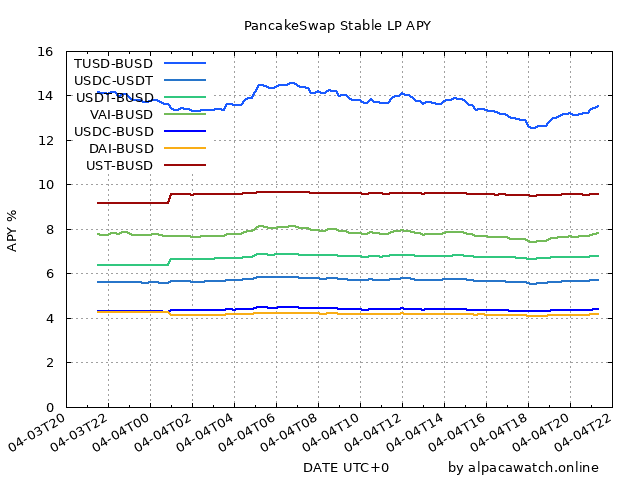 PancakeSwap Stable LP APY
16
14
12
10
8
6
4
2
0
APY %
TUSD-BUSD
USDC-USDT
USDT-BUSD
VAI-BUSD
USDC-BUSD
DAI-BUSD
UST-BUSD
04-03T20
04-03T22
04-04T00
04-04T02
04-04T04
04-04T06
04-04T08
04-04T10
04-04T12
04-04T14
04-04T16
04-04T18
04-04T20
04-04T22
DATE UTC+0
by alpacawatch.online